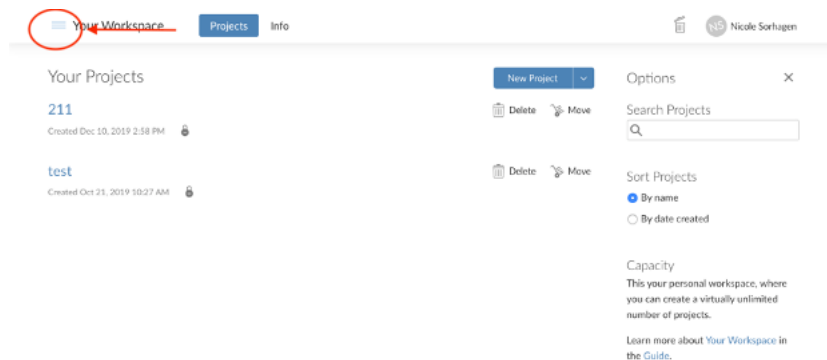 Your Workspace
Projects
Info
NS
Nicole Sorhagen
Your Projects
New Project
Options
211
Delete
Move
Search Projects
Created Dec 10, 2019 2:58 PM
test
Delete
Move
Sort Projects
Created Oct 21, 2019 10:27 AM
By name
By date created
Capacity
This your personal workspace, where
you can create a virtually unlimited
number of projects.
Learn more about Your Workspace in
the Guide.